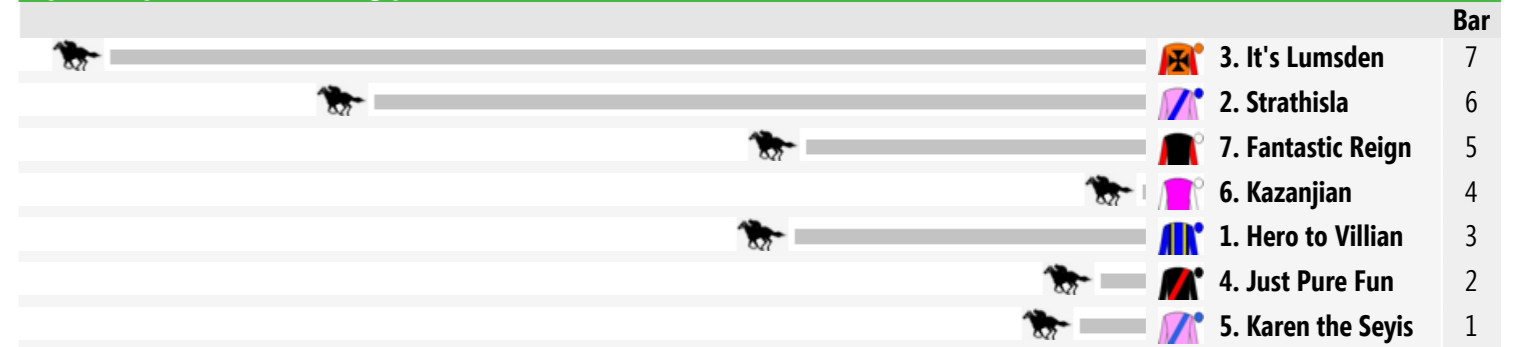 Bar
3. It's Lumsden 7
2. Strathisla 6
7. Fantastic Reign 5
6. Kazanjian 4
1. Hero to Villian 3
4. Just Pure Fun 2
5. Karen the Seyis 1